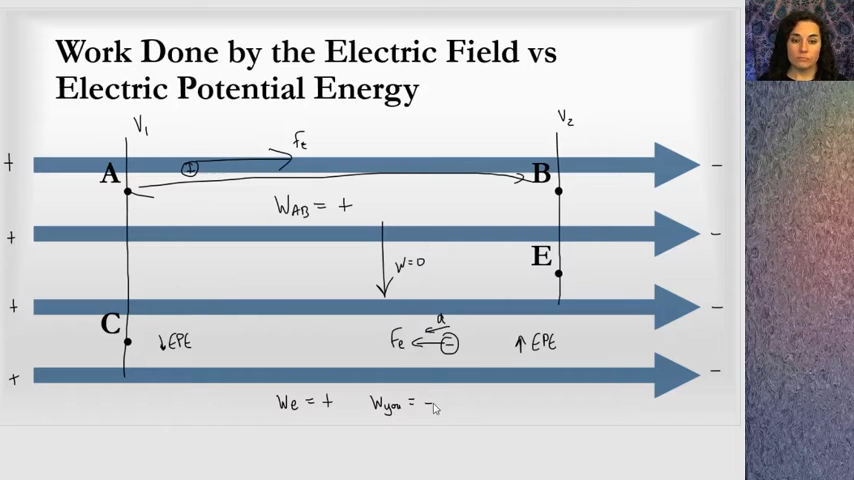 Work Done by the Electric Field vs
Electric Potential Energy
V₁
V₂
+ Fₑ −
A + B
W_AB = +
+ −
W=0
E
+ −
C
↓EPE Fe a − ↑EPE
+ −
We = + Wyou = −